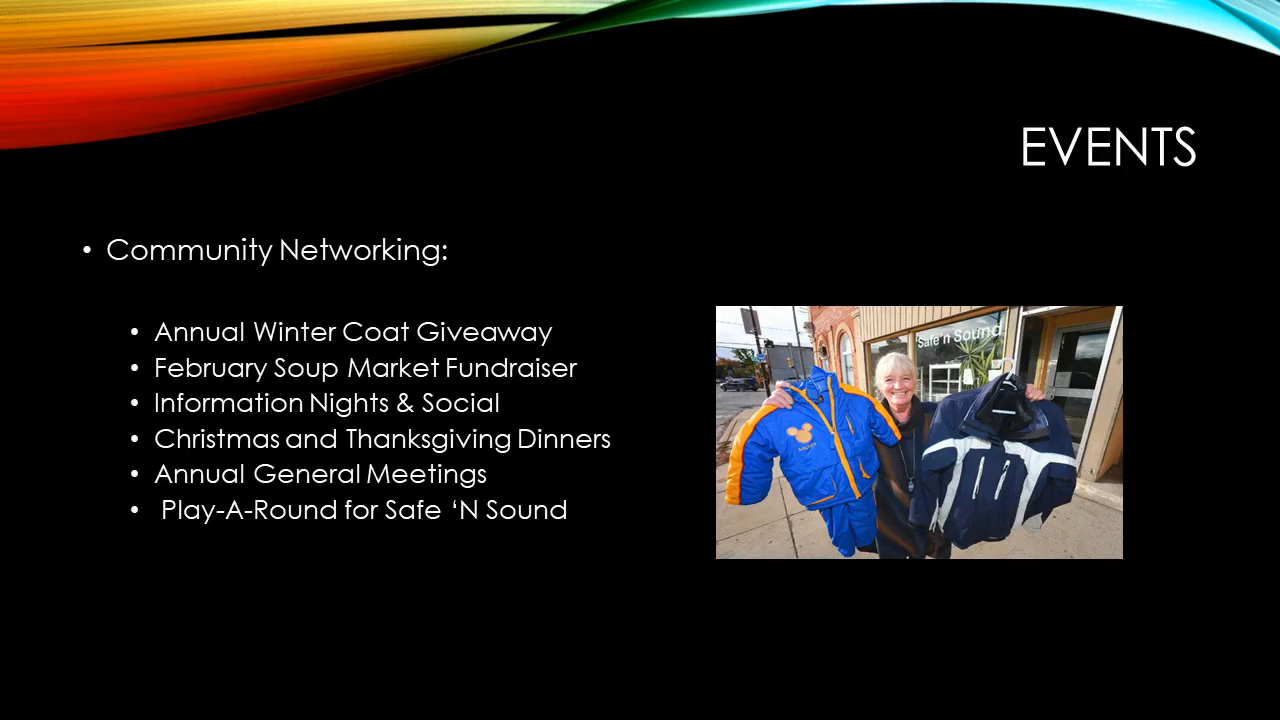 EVENTS
• Community Networking:
• Annual Winter Coat Giveaway
• February Soup Market Fundraiser
• Information Nights & Social
• Christmas and Thanksgiving Dinners
• Annual General Meetings
• Play-A-Round for Safe ‘N Sound
Safe 'n Sound